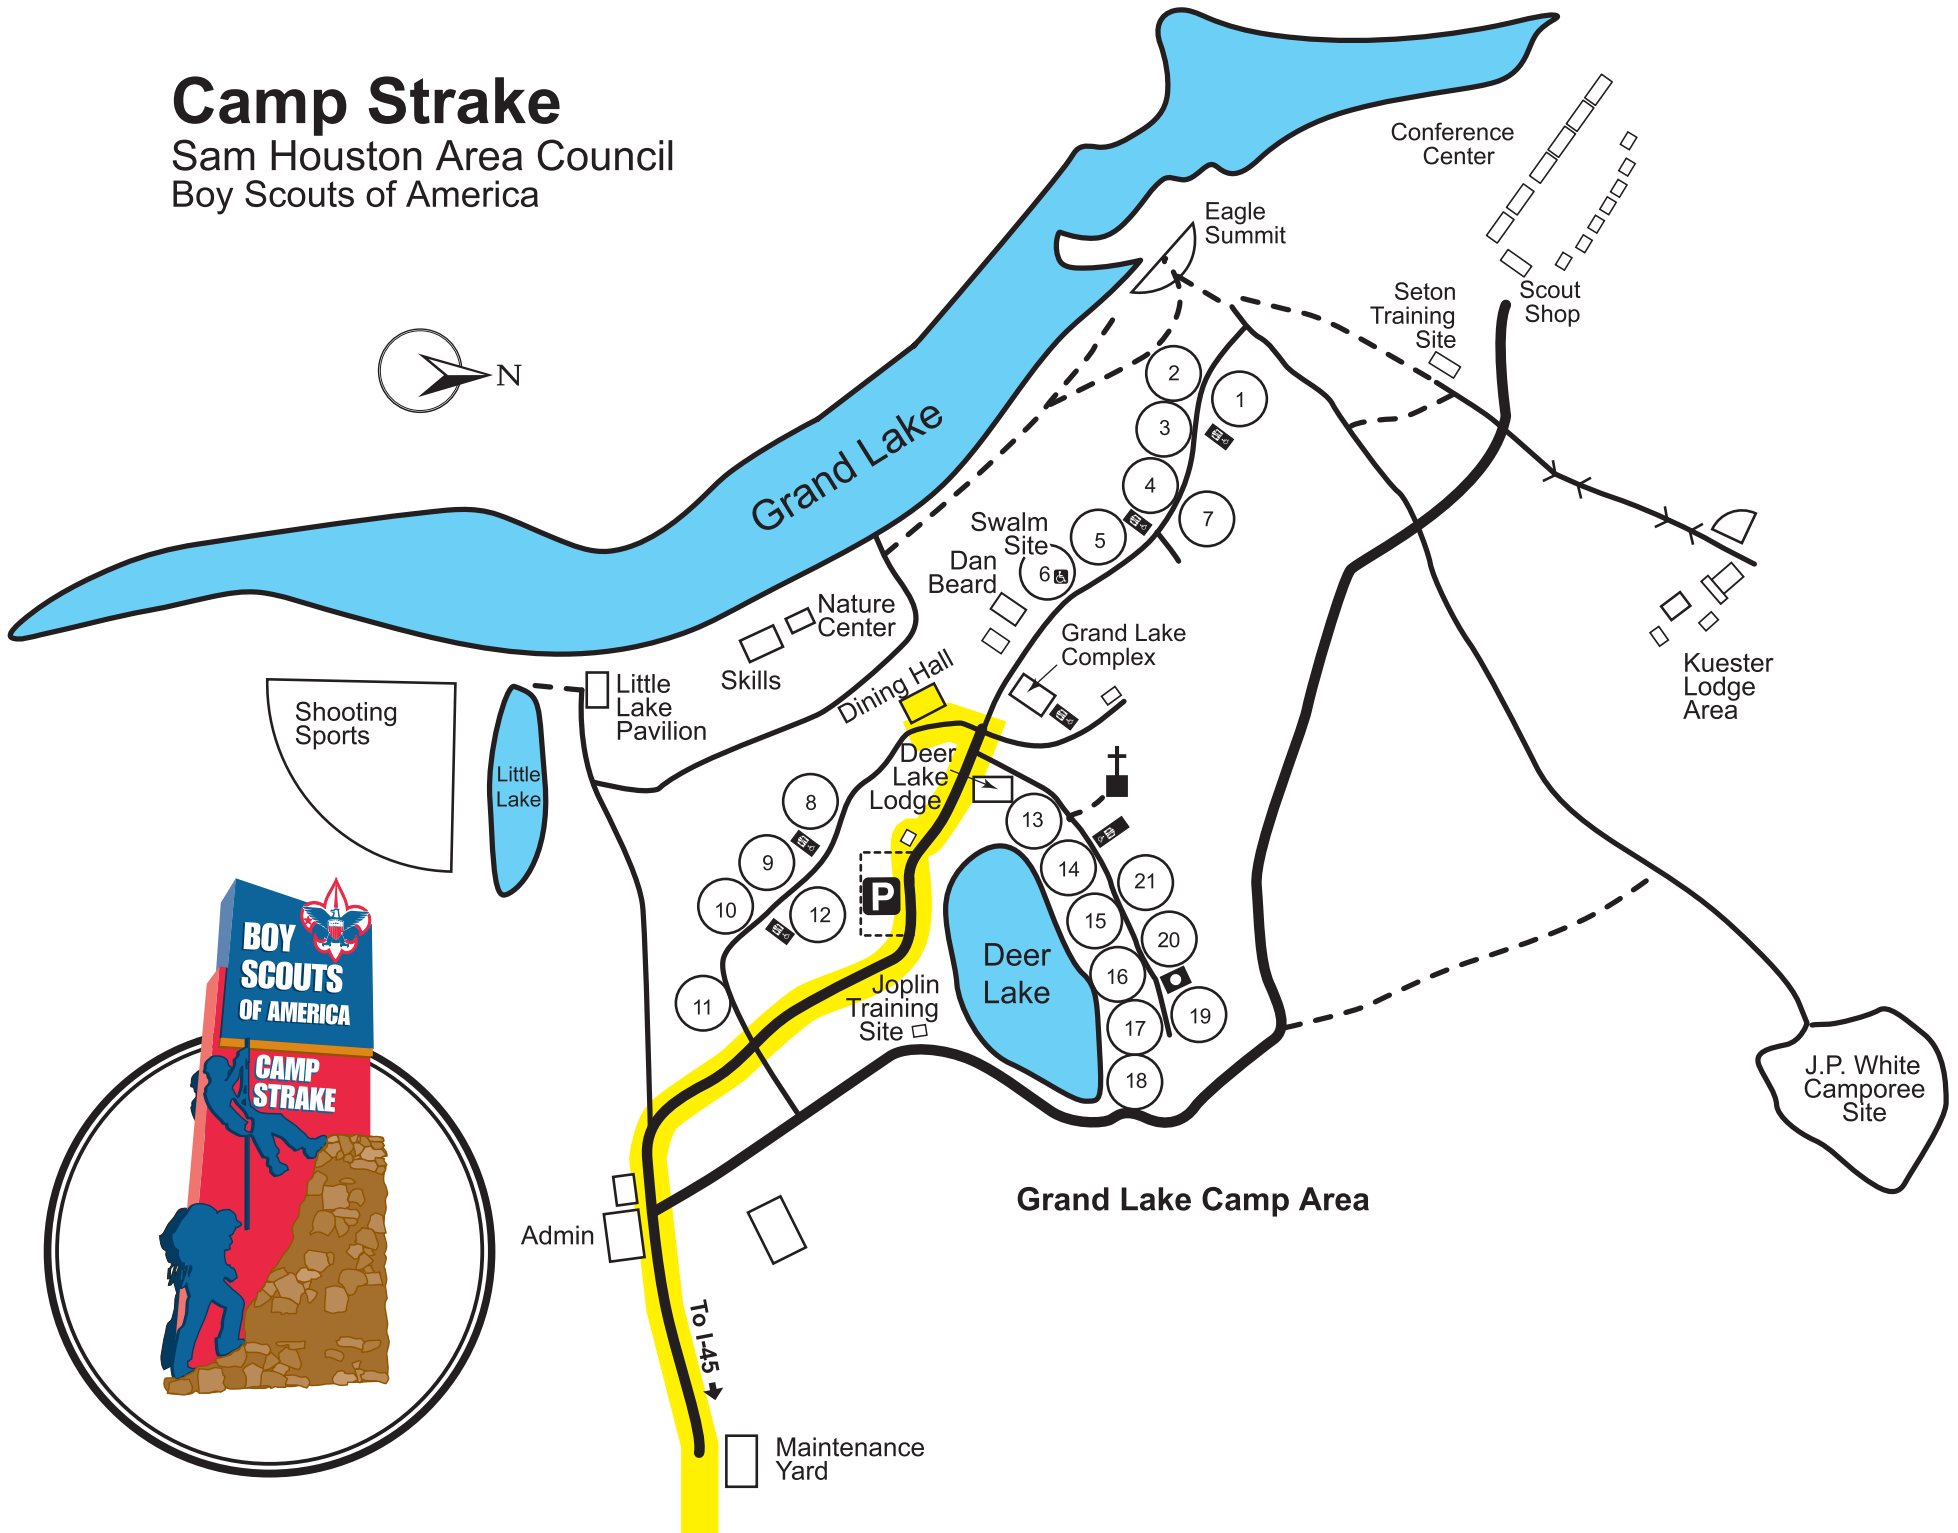 Camp Strake
Sam Houston Area Council
Boy Scouts of America
Conference
Center
Eagle
Summit
Seton
Training
Site
Scout
Shop
N
Grand Lake
2
1
3
4
7
5
Swalm
Site
6
Dan
Beard
Nature
Center
Skills
Grand Lake
Complex
Dining Hall
Kuester
Lodge
Area
Little
Lake
Pavilion
Shooting
Sports
Little
Lake
Deer
Lake
Lodge
8
9
10
12
11
P
13
14
21
15
20
16
19
17
18
Deer
Lake
Joplin
Training
Site
J.P. White
Camporee
Site
BOY
SCOUTS
OF AMERICA
CAMP
STRAKE
Admin
Grand Lake Camp Area
To I-45
Maintenance
Yard